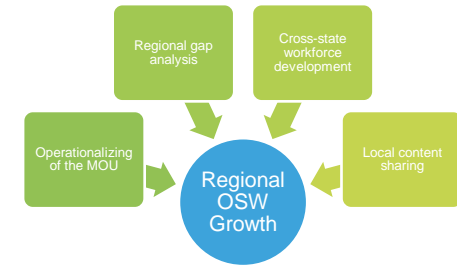 Regional gap
analysis
Cross-state
workforce
development
Operationalizing
of the MOU
Local content
sharing
Regional
OSW
Growth